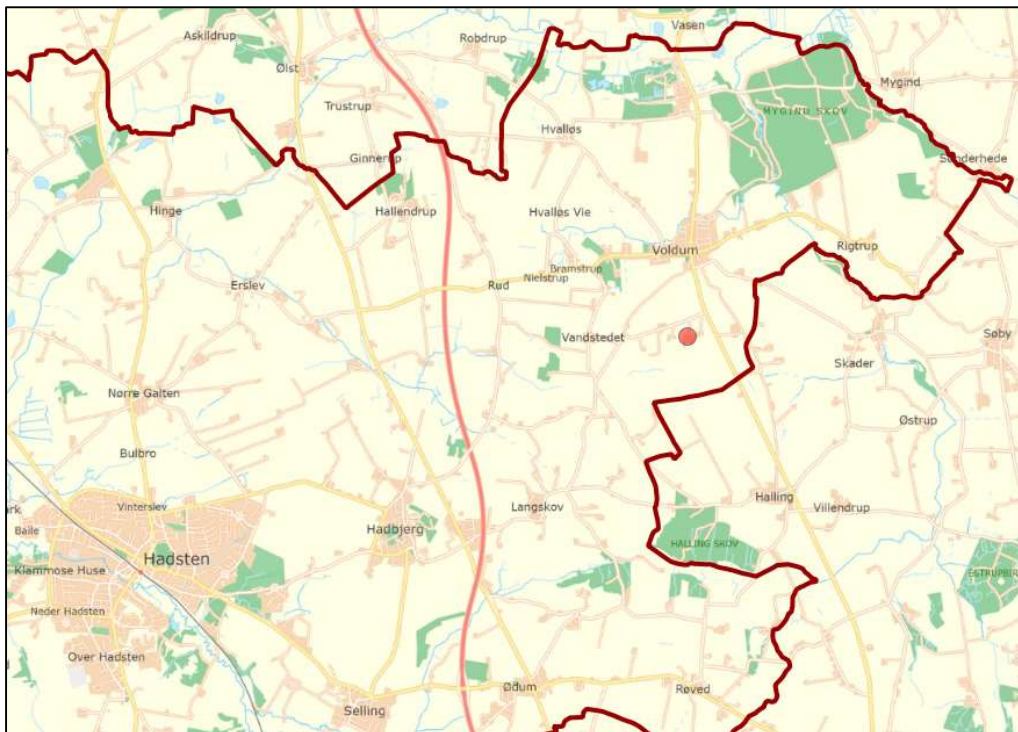 Vasen
Askildrup
Robdrup
Ølst
Mygind
Trustrup
MYGIND SKOV
Hvalløs
Ginnerup
Sønderhede
Hinge
Hallendrup
Hvalløs Vie
Voldum
Rigtrup
Bramstrup
Nielstrup
Erslev
Rud
Vandstedet
Søby
Skader
Nørre Galten
Østrup
Bulbro
Halling
Vinterslev
Langskov
Villendrup
Hadbjerg
HALLING SKOV
Hadsten
Klammose Huse
Neder Hadsten
Over Hadsten
Ødum
Røved
Selling